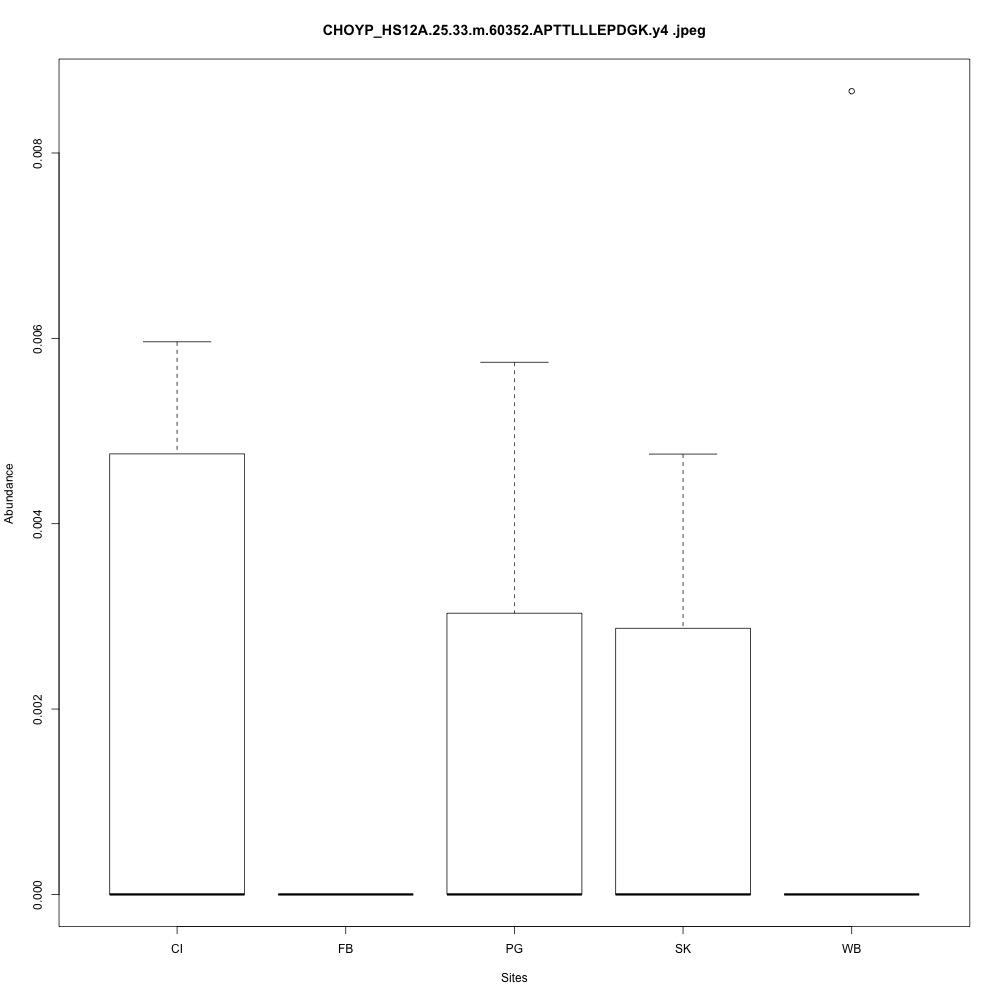 CHOYP_HS12A.25.33.m.60352.APTTLLLEPDGK.y4 .jpeg
Abundance
0.008
0.006
0.004
0.002
0.000
CI FB PG SK WB
Sites